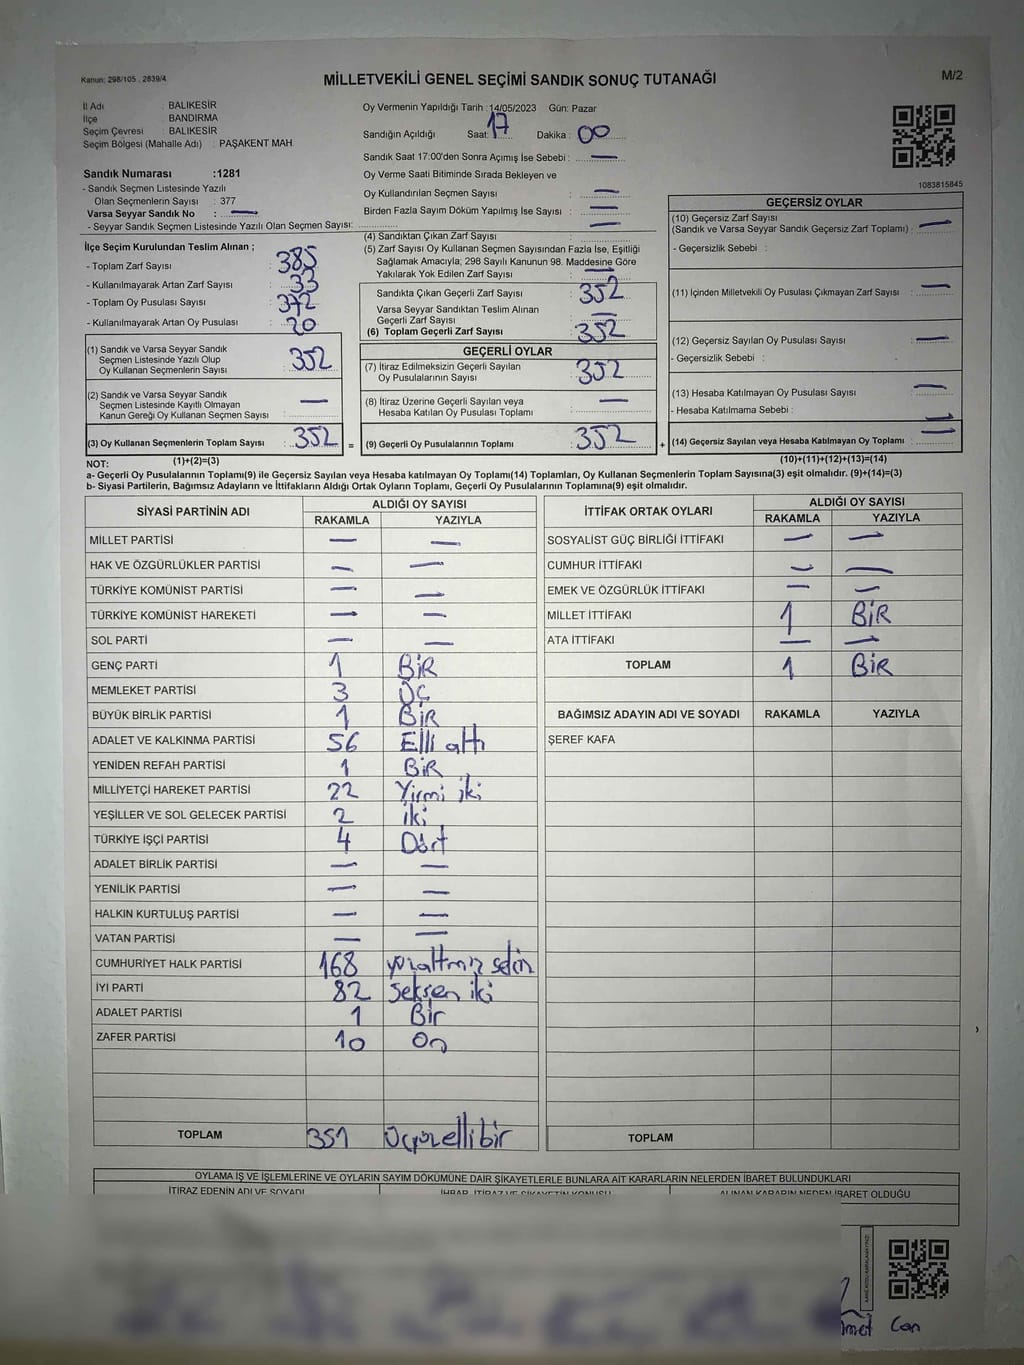 Kanun: 298/105 . 2839/4
MİLLETVEKİLİ GENEL SEÇİMİ SANDIK SONUÇ TUTANAĞI
M/2
İl Adı : BALIKESİR
İlçe : BANDIRMA
Seçim Çevresi : BALIKESİR
Seçim Bölgesi (Mahalle Adı) : PAŞAKENT MAH.
Oy Vermenin Yapıldığı Tarih : 14/05/2023 Gün: Pazar
Sandığın Açıldığı Saat: 17 Dakika : 00
Sandık Saat 17:00'den Sonra Açımış İse Sebebi : —
Oy Verme Saati Bitiminde Sırada Bekleyen ve
Oy Kullandırılan Seçmen Sayısı : —
Birden Fazla Sayım Döküm Yapılmış İse Sayısı : —
1083815845
Sandık Numarası :1281
- Sandık Seçmen Listesinde Yazılı
Olan Seçmenlerin Sayısı : 377
Varsa Seyyar Sandık No : —
- Seyyar Sandık Seçmen Listesinde Yazılı Olan Seçmen Sayısı:
İlçe Seçim Kurulundan Teslim Alınan ;
- Toplam Zarf Sayısı : 385
- Kullanılmayarak Artan Zarf Sayısı : 33
- Toplam Oy Pusulası Sayısı : 372
- Kullanılmayarak Artan Oy Pusulası : 20
(1) Sandık ve Varsa Seyyar Sandık
Seçmen Listesinde Yazılı Olup
Oy Kullanan Seçmenlerin Sayısı : 352
(2) Sandık ve Varsa Seyyar Sandık
Seçmen Listesinde Kayıtlı Olmayan
Kanun Gereği Oy Kullanan Seçmen Sayısı : —
(3) Oy Kullanan Seçmenlerin Toplam Sayısı : 352
(1)+(2)=(3)
(4) Sandıktan Çıkan Zarf Sayısı : —
(5) Zarf Sayısı Oy Kullanan Seçmen Sayısından Fazla İse, Eşitliği
Sağlamak Amacıyla; 298 Sayılı Kanunun 98. Maddesine Göre
Yakılarak Yok Edilen Zarf Sayısı : —
Sandıkta Çıkan Geçerli Zarf Sayısı : 352
Varsa Seyyar Sandıktan Teslim Alınan
Geçerli Zarf Sayısı : —
(6) Toplam Geçerli Zarf Sayısı : 352
GEÇERLİ OYLAR
(7) İtiraz Edilmeksizin Geçerli Sayılan
Oy Pusulalarının Sayısı : 352
(8) İtiraz Üzerine Geçerli Sayılan veya
Hesaba Katılan Oy Pusulası Toplamı : —
= (9) Geçerli Oy Pusulalarının Toplamı : 352
GEÇERSİZ OYLAR
(10) Geçersiz Zarf Sayısı
(Sandık ve Varsa Seyyar Sandık Geçersiz Zarf Toplamı) : —
- Geçersizlik Sebebi :
(11) İçinden Milletvekili Oy Pusulası Çıkmayan Zarf Sayısı : —
(12) Geçersiz Sayılan Oy Pusulası Sayısı : —
- Geçersizlik Sebebi :
(13) Hesaba Katılmayan Oy Pusulası Sayısı : —
- Hesaba Katılmama Sebebi : —
+ (14) Geçersiz Sayılan veya Hesaba Katılmayan Oy Toplamı : —
(10)+(11)+(12)+(13)=(14)
NOT:
a- Geçerli Oy Pusulalarının Toplamı(9) ile Geçersiz Sayılan veya Hesaba katılmayan Oy Toplamı(14) Toplamları, Oy Kullanan Seçmenlerin Toplam Sayısına(3) eşit olmalıdır. (9)+(14)=(3)
b- Siyasi Partilerin, Bağımsız Adayların ve İttifakların Aldığı Ortak Oyların Toplamı, Geçerli Oy Pusulalarının Toplamına(9) eşit olmalıdır.
SİYASİ PARTİNİN ADI ALDIĞI OY SAYISI
RAKAMLA YAZIYLA
MİLLET PARTİSİ — —
HAK VE ÖZGÜRLÜKLER PARTİSİ — —
TÜRKİYE KOMÜNİST PARTİSİ — —
TÜRKİYE KOMÜNİST HAREKETİ — —
SOL PARTİ — —
GENÇ PARTİ 1 BİR
MEMLEKET PARTİSİ 3 ÜÇ
BÜYÜK BİRLİK PARTİSİ 1 BİR
ADALET VE KALKINMA PARTİSİ 56 Elli altı
YENİDEN REFAH PARTİSİ 1 BİR
MİLLİYETÇİ HAREKET PARTİSİ 22 Yirmi iki
YEŞİLLER VE SOL GELECEK PARTİSİ 2 iki
TÜRKİYE İŞÇİ PARTİSİ 4 Dört
ADALET BİRLİK PARTİSİ — —
YENİLİK PARTİSİ — —
HALKIN KURTULUŞ PARTİSİ — —
VATAN PARTİSİ — —
CUMHURİYET HALK PARTİSİ 168
İYİ PARTİ 82 Seksen iki
ADALET PARTİSİ 1 Bir
ZAFER PARTİSİ 10 On
TOPLAM 351 Üçyüzellibir
İTTİFAK ORTAK OYLARI ALDIĞI OY SAYISI
RAKAMLA YAZIYLA
SOSYALİST GÜÇ BİRLİĞİ İTTİFAKI — —
CUMHUR İTTİFAKI — —
EMEK VE ÖZGÜRLÜK İTTİFAKI — —
MİLLET İTTİFAKI 1 BİR
ATA İTTİFAKI — —
TOPLAM 1 BİR
BAĞIMSIZ ADAYIN ADI VE SOYADI RAKAMLA YAZIYLA
ŞEREF KAFA
TOPLAM
OYLAMA İŞ VE İŞLEMLERİNE VE OYLARIN SAYIM DÖKÜMÜNE DAİR ŞİKAYETLERLE BUNLARA AİT KARARLARIN NELERDEN İBARET BULUNDUKLARI
İTİRAZ EDENİN ADI VE SOYADI İHBAR, İTİRAZ VE ŞİKAYETİN KONUSU ALINAN KARARIN NEDEN İBARET OLDUĞU
Can